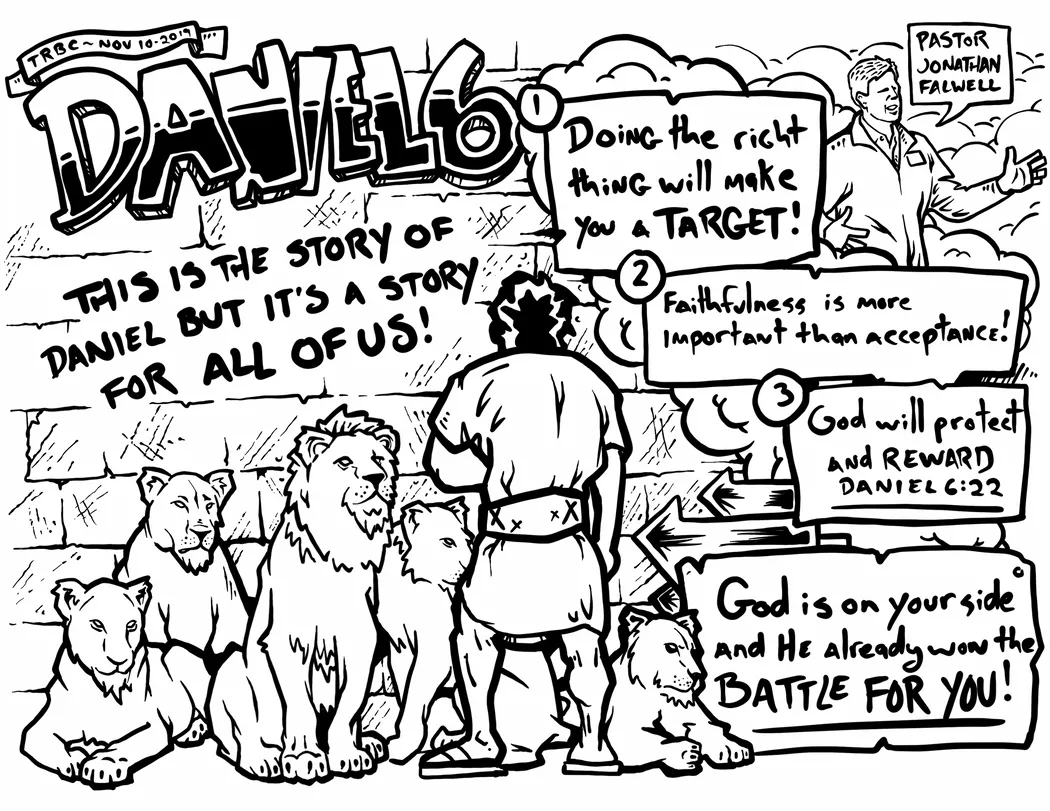 TRBC ~ NOV 10-2019
DANIEL 6
PASTOR
JONATHAN
FALWELL
THIS IS THE STORY OF
DANIEL BUT IT'S A STORY
FOR ALL OF US!
1
Doing the right
thing will make
you a TARGET!
2
Faithfulness is more
important than acceptance!
3
God will protect
and REWARD
DANIEL 6:22
God is on your side
and HE already won the
BATTLE FOR YOU!